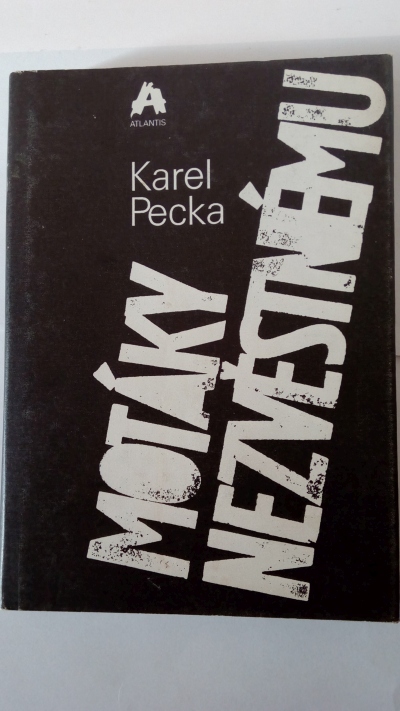 ATLANTIS
Karel
Pecka
MOTÁKY
NEZVĚSTNÉMU